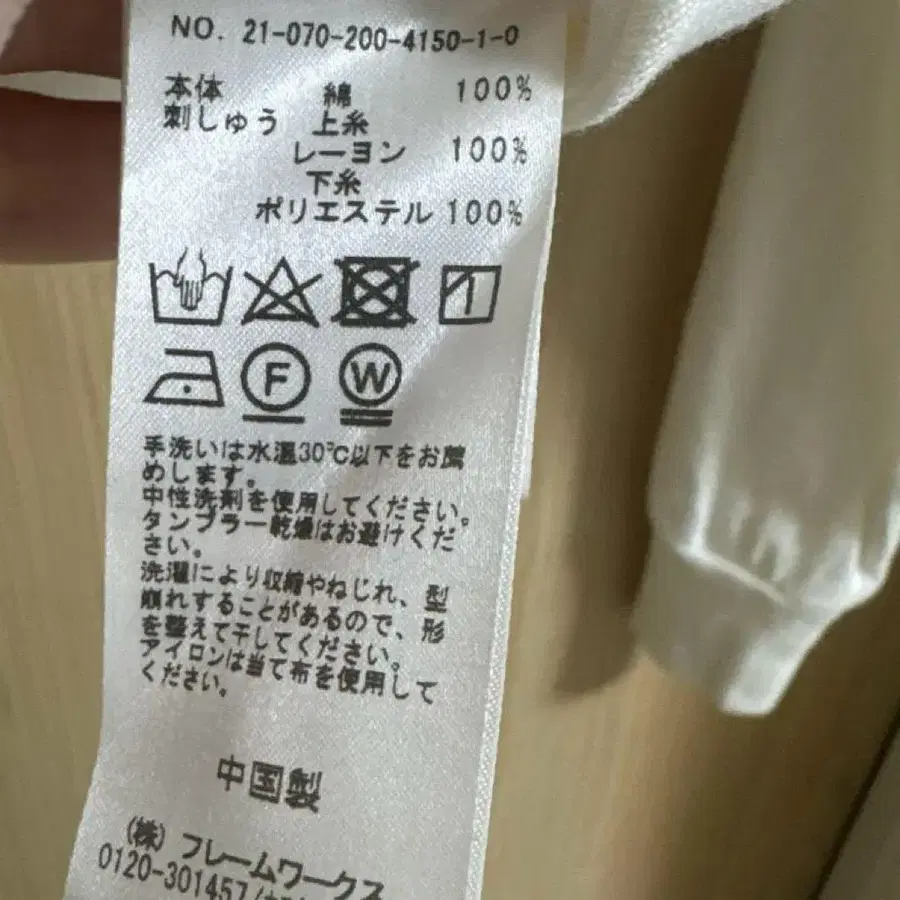 NO. 21-070-200-4150-1-0
本体 綿 100%
刺しゅう 上糸
レーヨン 100%
下糸
ポリエステル 100%
F W
手洗いは水温30℃以下をお薦
めします。
中性洗剤を使用してください。
タンブラー乾燥はお避けくだ
さい。
洗濯により収縮やねじれ、型
崩れすることがあるので、形
を整えて干してください。
アイロンは当て布を使用して
ください。
中国製
(株) フレームワークス
0120-301457